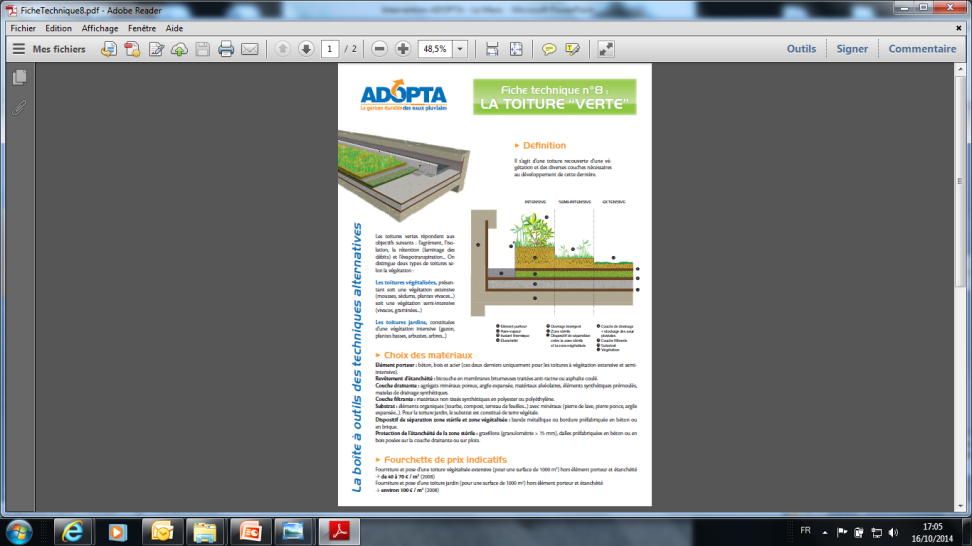 FicheTechnique8.pdf - Adobe Reader
Fichier Edition Affichage Fenêtre Aide
Mes fichiers 1 / 2 48,5% Outils Signer Commentaire
ADOPTA
La gestion durable des eaux pluviales
Fiche technique n°8 :
LA TOITURE "VERTE"
Définition
Il s'agit d'une toiture recouverte d'une vé-
gétation et des diverses couches nécessaires
au développement de cette dernière.
INTENSIVE SEMI-INTENSIVE EXTENSIVE
La boîte à outils des techniques alternatives
Les toitures vertes répondent aux
objectifs suivants : l'agrément, l'iso-
lation, la rétention (laminage des
débits) et l'évapotranspiration... On
distingue deux types de toitures se-
lon la végétation :
Les toitures végétalisées, présen-
tant soit une végétation extensive
(mousses, sédums, plantes vivaces...)
soit une végétation semi-intensive
(vivaces, graminées...)
Les toitures jardins, constituées
d'une végétation intensive (gazon,
plantes basses, arbustes, arbres...)
Elément porteur
Pare-vapeur
Isolant thermique
Etanchéité
Ouvrage émergent
Zone stérile
Dispositif de séparation
entre la zone stérile
et la zone végétalisée
Couche de drainage
+ stockage des eaux
pluviales
Couche filtrante
Substrat
Végétation
Choix des matériaux
Elément porteur : béton, bois et acier (ces deux derniers uniquement pour les toitures à végétation extensive et semi-
intensive).
Revêtement d'étanchéité : bicouche en membranes bitumeuses traitées anti-racine ou asphalte coulé.
Couche drainante : agrégats minéraux poreux, argile expansée, matériaux alvéolaires, éléments synthétiques prémoulés,
matelas de drainage synthétiques.
Couche filtrante : matériaux non tissés synthétiques en polyester ou polyéthylène.
Substrat : éléments organiques (tourbe, compost, terreau de feuilles...) avec minéraux (pierre de lave, pierre ponce, argile
expansée...). Pour la toiture jardin, le substrat est constitué de terre végétale.
Dispositif de séparation zone stérile et zone végétalisée : bande métallique ou bordure préfabriquée en béton ou
en brique.
Protection de l'étanchéité de la zone stérile : gravillons (granulométrie > 15 mm), dalles préfabriquées en béton ou en
bois posées sur la couche drainante ou sur plots.
Fourchette de prix indicatifs
Fourniture et pose d'une toiture végétalisée extensive (pour une surface de 1000 m²) hors élément porteur et étanchéité
→ de 40 à 70 € / m² (2008)
Fourniture et pose d'une toiture jardin (pour une surface de 1000 m²) hors élément porteur et étanchéité
→ environ 100 € / m² (2008)
FR 17:05
16/10/2014